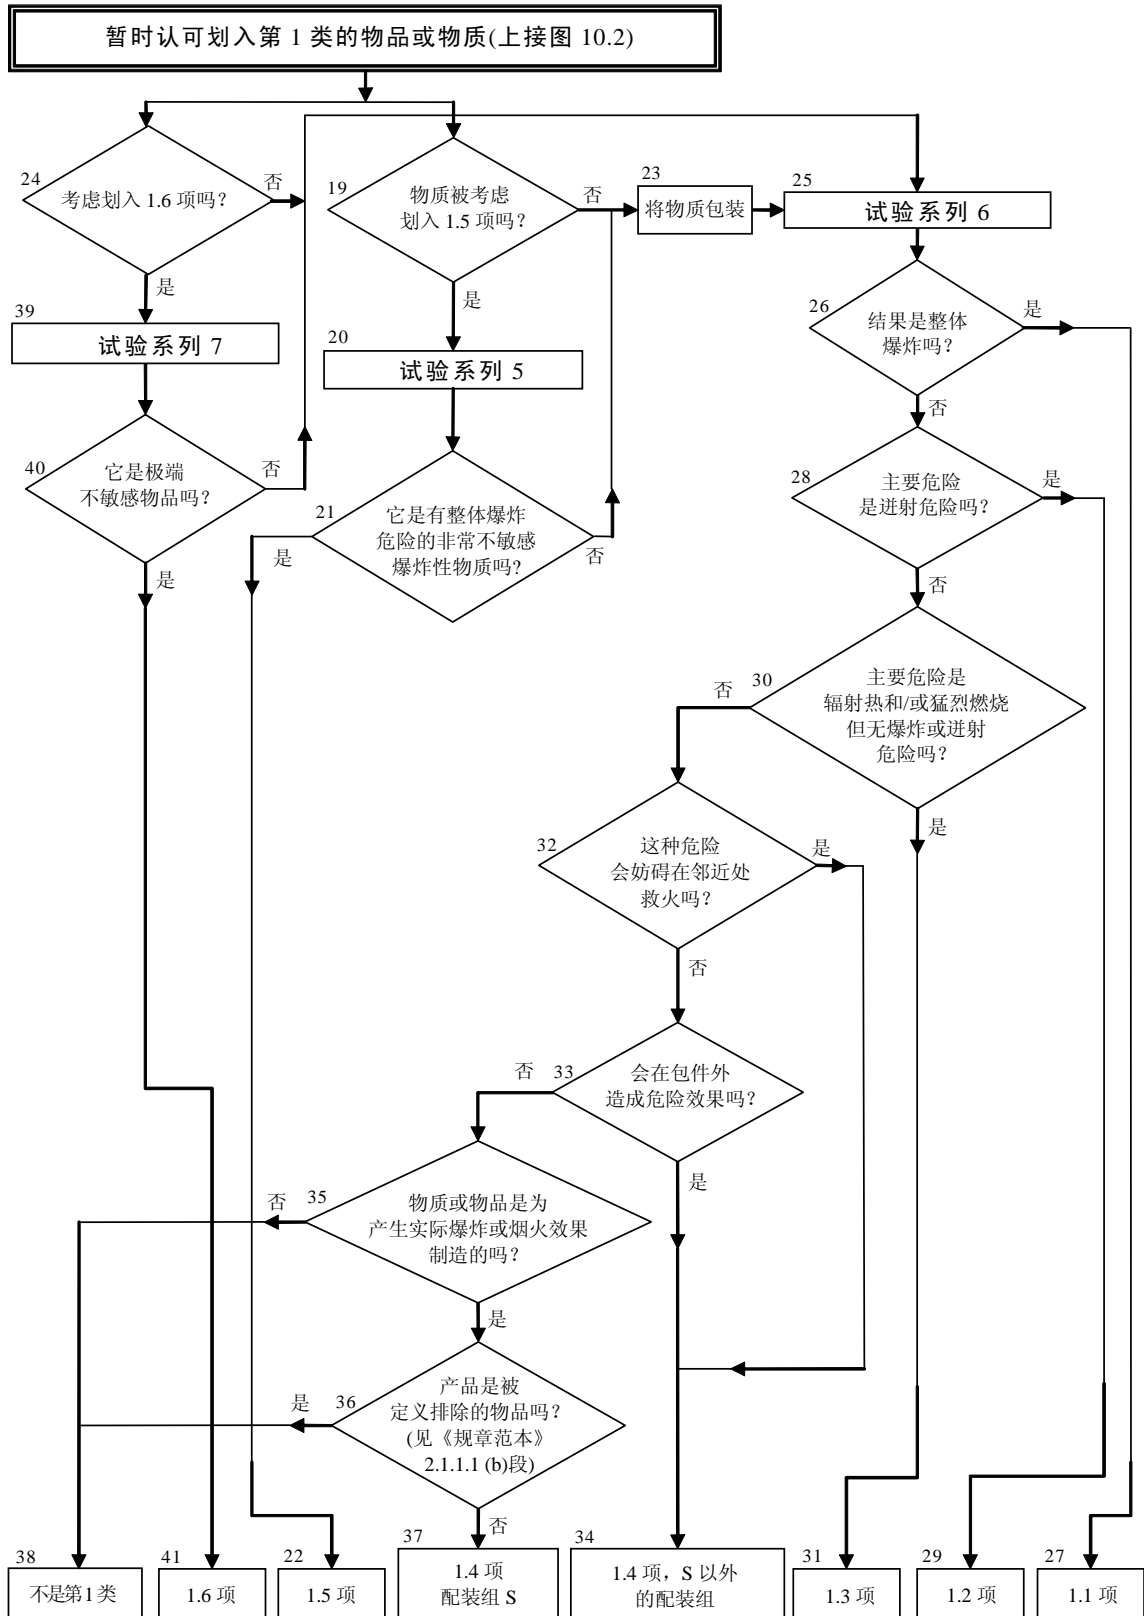 暂时认可划入第 1 类的物品或物质(上接图 10.2)
24
考虑划入 1.6 项吗？
否
是
19
物质被考虑
划入 1.5 项吗？
否
是
23
将物质包装
25
试验系列 6
39
试验系列 7
20
试验系列 5
26
结果是整体
爆炸吗？
是
否
40
它是极端
不敏感物品吗？
否
是
21
它是有整体爆炸
危险的非常不敏感
爆炸性物质吗?
是
否
28
主要危险
是迸射危险吗？
是
否
30
主要危险是
辐射热和/或猛烈燃烧
但无爆炸或迸射
危险吗？
否
是
32
这种危险
会妨碍在邻近处
救火吗？
是
否
33
会在包件外
造成危险效果吗？
否
是
35
物质或物品是为
产生实际爆炸或烟火效果
制造的吗？
否
是
36
产品是被
定义排除的物品吗？
(见《规章范本》
2.1.1.1 (b)段)
是
否
38
不是第1类
41
1.6 项
22
1.5 项
37
1.4 项
配装组 S
34
1.4 项，S 以外
的配装组
31
1.3 项
29
1.2 项
27
1.1 项